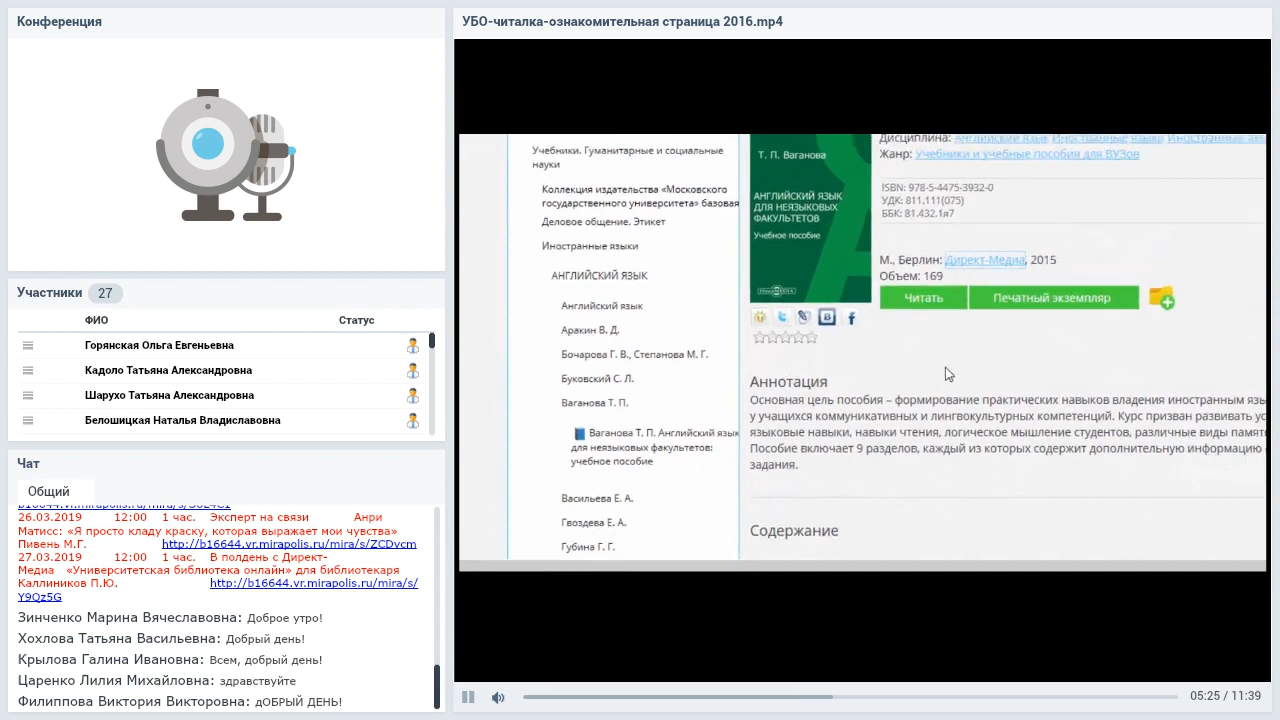 Конференция
УБО-читалка-ознакомительная страница 2016.mp4
Участники 27
ФИО Статус
Горянская Ольга Евгеньевна
Кадоло Татьяна Александровна
Шарухо Татьяна Александровна
Белошицкая Наталья Владиславовна
Чат
Общий
26.03.2019 12:00 1 час. Эксперт на связи Анри
Матисс: «Я просто кладу краску, которая выражает мои чувства»
Пивень М.Г. http://b16644.vr.mirapolis.ru/mira/s/ZCDvcm
27.03.2019 12:00 1 час. В полдень с Директ-
Медиа «Университетская библиотека онлайн» для библиотекаря
Каллиников П.Ю. http://b16644.vr.mirapolis.ru/mira/s/
Y9Qz5G
Зинченко Марина Вячеславовна: Доброе утро!
Хохлова Татьяна Васильевна: Добрый день!
Крылова Галина Ивановна: Всем, добрый день!
Царенко Лилия Михайловна: здравствуйте
Филиппова Виктория Викторовна: дОБРЫЙ ДЕНЬ!
Учебники. Гуманитарные и социальные
науки
Коллекция издательства «Московского
государственного университета» базовая
Деловое общение. Этикет
Иностранные языки
АНГЛИЙСКИЙ ЯЗЫК
Английский язык
Аракин В. Д.
Бочарова Г. В., Степанова М. Г.
Буковский С. Л.
Ваганова Т. П.
Ваганова Т. П. Английский язык
для неязыковых факультетов:
учебное пособие
Васильева Е. А.
Гвоздева Е. А.
Губина Г. Г.
Т. П. Ваганова
АНГЛИЙСКИЙ ЯЗЫК
ДЛЯ НЕЯЗЫКОВЫХ
ФАКУЛЬТЕТОВ
Учебное пособие
Дисциплина: Английский язык Иностранные языки Иностранные
Жанр: Учебники и учебные пособия для ВУЗов
ISBN: 978-5-4475-3932-0
УДК: 811.111(075)
ББК: 81.432.1я7
М., Берлин: Директ-Медиа, 2015
Объем: 169
Читать Печатный экземпляр
Аннотация
Основная цель пособия – формирование практических навыков владения иностранным
у учащихся коммуникативных и лингвокультурных компетенций. Курс призван развивать
языковые навыки, навыки чтения, логическое мышление студентов, различные виды
Пособие включает 9 разделов, каждый из которых содержит дополнительную информацию
задания.
Содержание
05:25 / 11:39